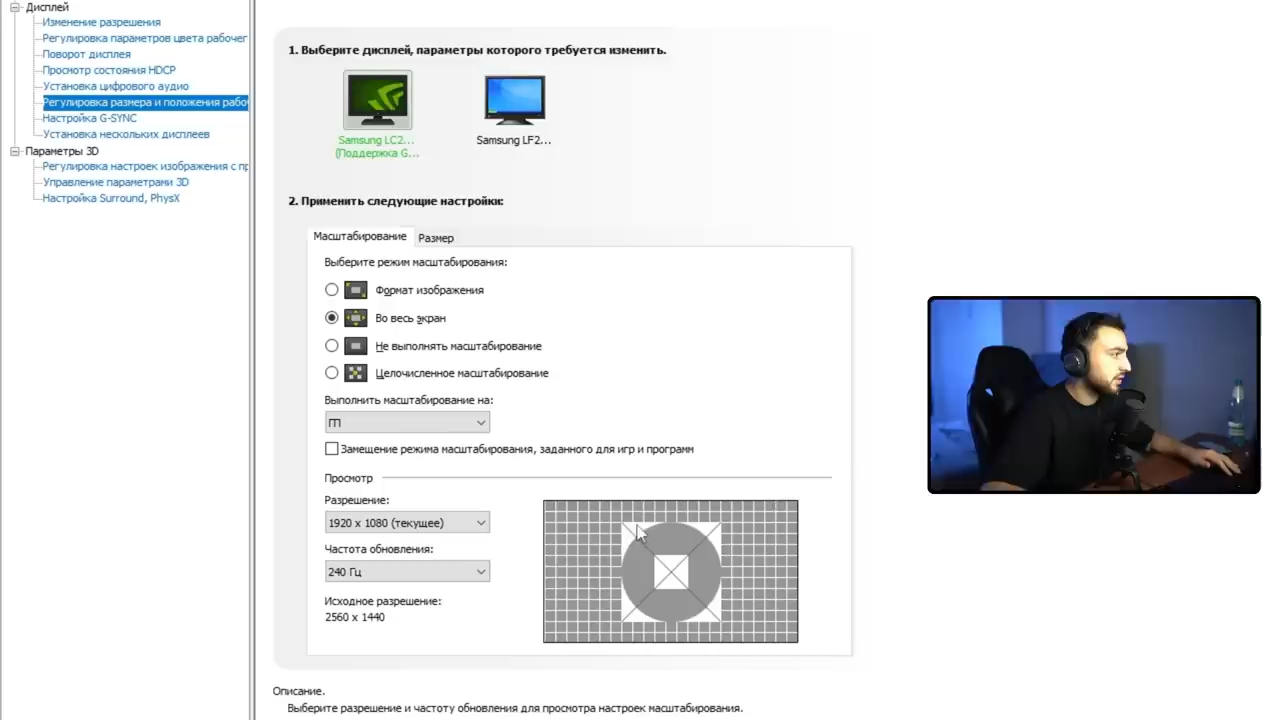 Дисплей
Изменение разрешения
Регулировка параметров цвета рабочег
Поворот дисплея
Просмотр состояния HDCP
Установка цифрового аудио
Регулировка размера и положения рабоч
Настройка G-SYNC
Установка нескольких дисплеев
Параметры 3D
Регулировка настроек изображения с пр
Управление параметрами 3D
Настройка Surround, PhysX
1. Выберите дисплей, параметры которого требуется изменить.
Samsung LC2...
(Поддержка G...
Samsung LF2...
2. Применить следующие настройки:
Масштабирование
Размер
Выберите режим масштабирования:
Формат изображения
Во весь экран
Не выполнять масштабирование
Целочисленное масштабирование
Выполнить масштабирование на:
ГП
Замещение режима масштабирования, заданного для игр и программ
Просмотр
Разрешение:
1920 x 1080 (текущее)
Частота обновления:
240 Гц
Исходное разрешение:
2560 x 1440
Описание.
Выберите разрешение и частоту обновления для просмотра настроек масштабирования.